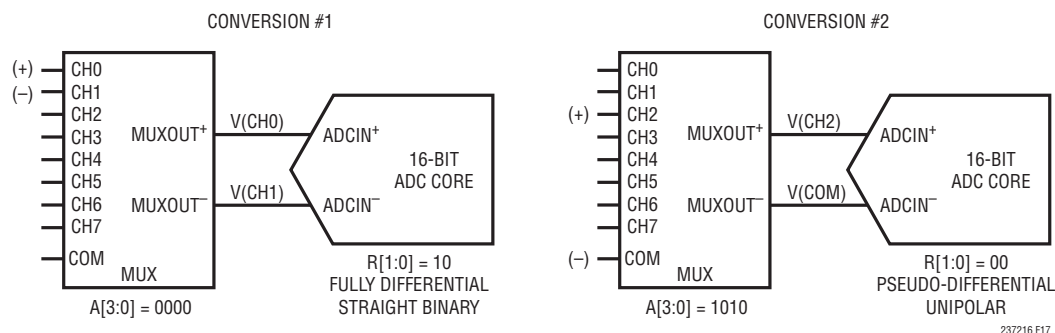 CONVERSION #1
(+)
(–)
CH0
CH1
CH2
CH3
CH4
CH5
CH6
CH7
COM
MUXOUT+
MUXOUT–
MUX
V(CH0)
V(CH1)
ADCIN+
ADCIN–
16-BIT
ADC CORE
A[3:0] = 0000
R[1:0] = 10
FULLY DIFFERENTIAL
STRAIGHT BINARY
CONVERSION #2
(+)
(–)
CH0
CH1
CH2
CH3
CH4
CH5
CH6
CH7
COM
MUXOUT+
MUXOUT–
MUX
V(CH2)
V(COM)
ADCIN+
ADCIN–
16-BIT
ADC CORE
A[3:0] = 1010
R[1:0] = 00
PSEUDO-DIFFERENTIAL
UNIPOLAR
237216 F17